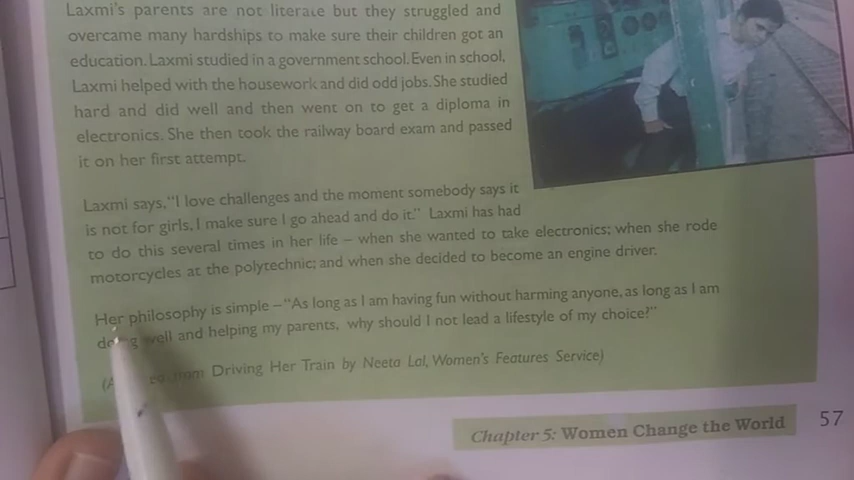 Laxmi's parents are not literate but they struggled and
overcame many hardships to make sure their children got an
education. Laxmi studied in a government school. Even in school,
Laxmi helped with the housework and did odd jobs. She studied
hard and did well and then went on to get a diploma in
electronics. She then took the railway board exam and passed
it on her first attempt.
Laxmi says, "I love challenges and the moment somebody says it
is not for girls, I make sure I go ahead and do it." Laxmi has had
to do this several times in her life – when she wanted to take electronics; when she rode
motorcycles at the polytechnic; and when she decided to become an engine driver.
Her philosophy is simple – "As long as I am having fun without harming anyone, as long as I am
well and helping my parents, why should I not lead a lifestyle of my choice?"
from Driving Her Train by Neeta Lal, Women's Features Service)
Chapter 5: Women Change the World
57